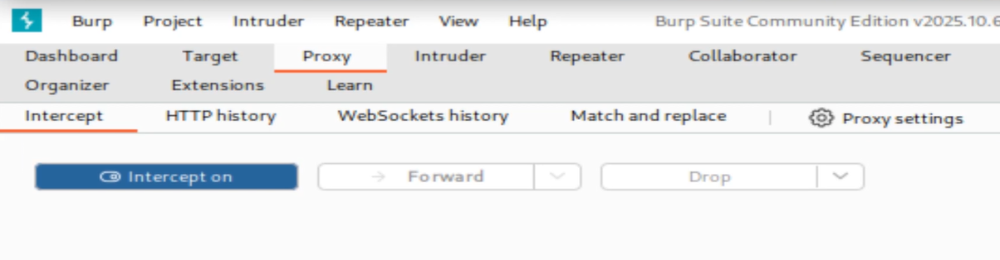 Burp Project Intruder Repeater View Help Burp Suite Community Edition v2025.10.6
Dashboard Target Proxy Intruder Repeater Collaborator Sequencer
Organizer Extensions Learn
Intercept HTTP history WebSockets history Match and replace Proxy settings
Intercept on Forward Drop